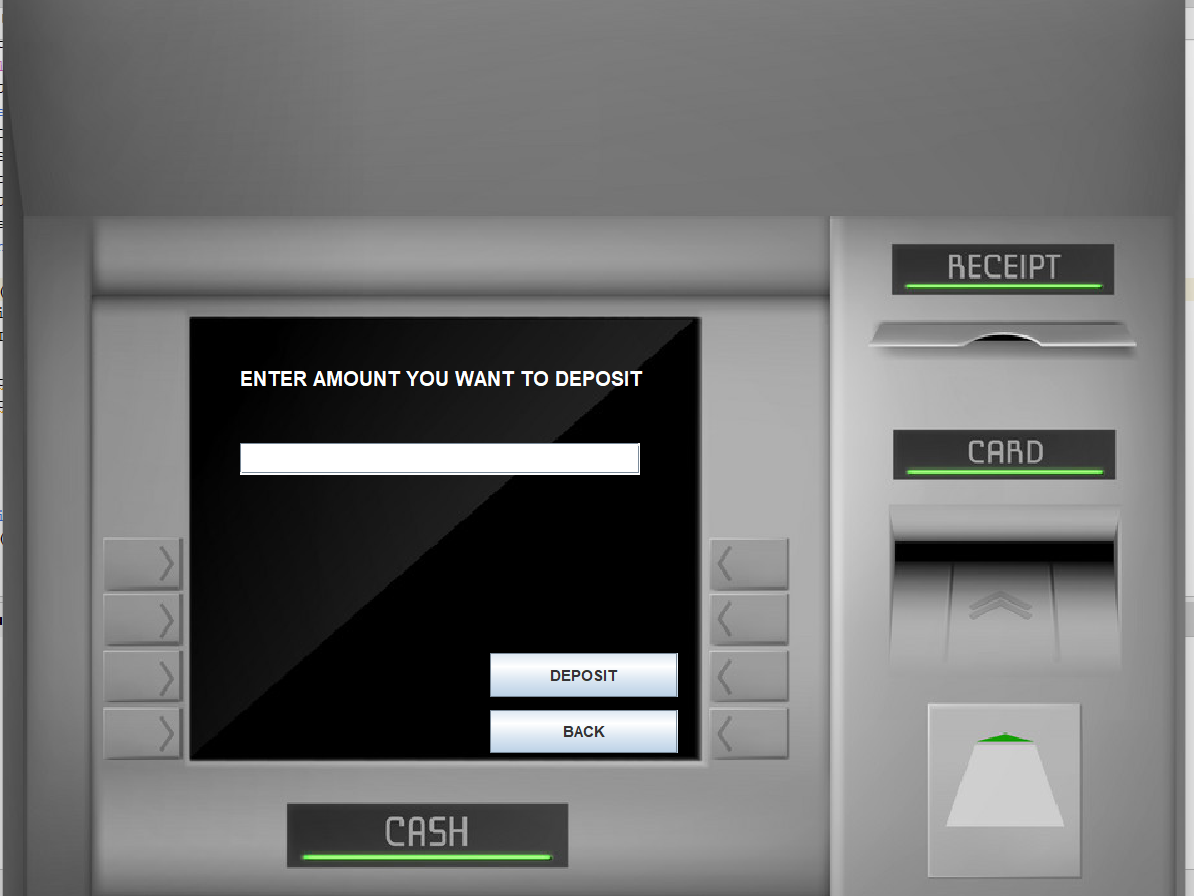 RECEIPT
ENTER AMOUNT YOU WANT TO DEPOSIT
CARD
DEPOSIT
BACK
CASH